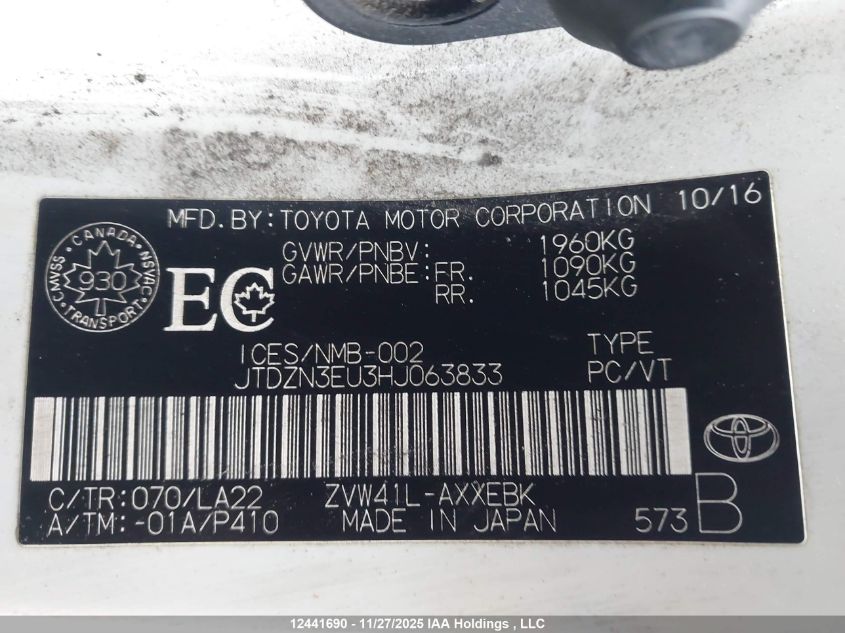 MFD.BY:TOYOTA MOTOR CORPORATION 10/16
GVWR/PNBV: 1960KG
GAWR/PNBE:FR. 1090KG
RR. 1045KG
CANADA
CMVSS 930 NSVAC
TRANSPORT
EC
ICES/NMB-002 TYPE
JTDZN3EU3HJ063833 PC/VT
C/TR:070/LA22 ZVW41L-AXXEBK
A/TM:-01A/P410 MADE IN JAPAN 573 B
12441690 - 11/27/2025 IAA Holdings , LLC